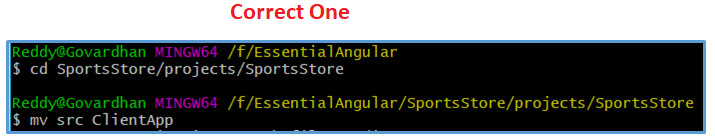 Correct One
Reddy@Govardhan MINGW64 /f/EssentialAngular
$ cd SportsStore/projects/SportsStore
Reddy@Govardhan MINGW64 /f/EssentialAngular/SportsStore/projects/SportsStore
$ mv src ClientApp